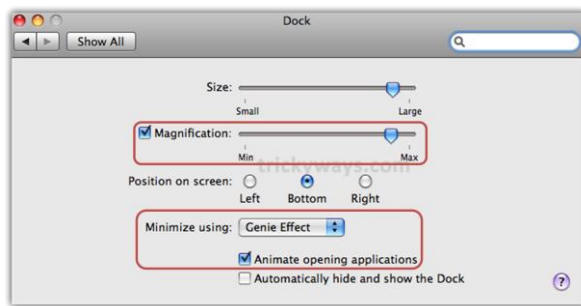 Dock
Show All
Size:
Small Large
Magnification:
Min Max
trickyways.com
Position on screen:
Left Bottom Right
Minimize using: Genie Effect
Animate opening applications
Automatically hide and show the Dock
?